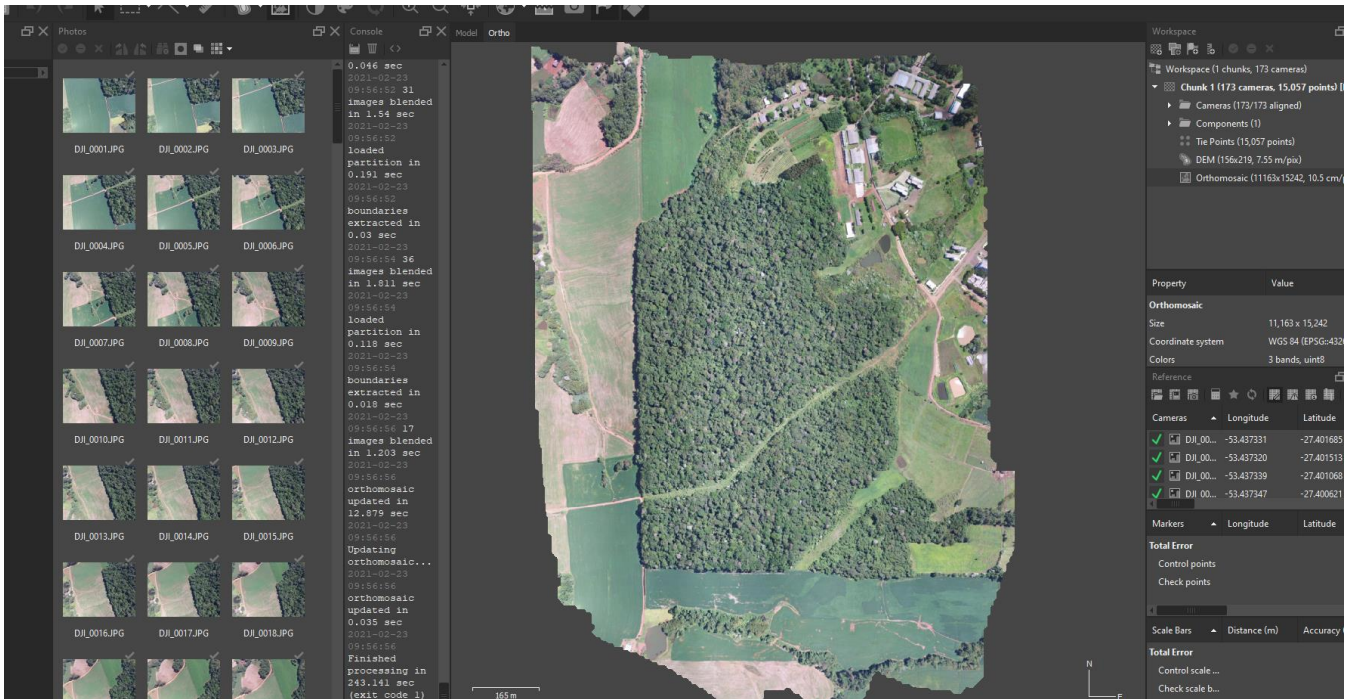 Photos
DJI_0001.JPG
DJI_0002.JPG
DJI_0003.JPG
DJI_0004.JPG
DJI_0005.JPG
DJI_0006.JPG
DJI_0007.JPG
DJI_0008.JPG
DJI_0009.JPG
DJI_0010.JPG
DJI_0011.JPG
DJI_0012.JPG
DJI_0013.JPG
DJI_0014.JPG
DJI_0015.JPG
DJI_0016.JPG
DJI_0017.JPG
DJI_0018.JPG
Console
0.046 sec
2021-02-23
09:56:52 31
images blended
in 1.54 sec
2021-02-23
09:56:52
loaded
partition in
0.191 sec
2021-02-23
09:56:52
boundaries
extracted in
0.03 sec
2021-02-23
09:56:54 36
images blended
in 1.811 sec
2021-02-23
09:56:54
loaded
partition in
0.118 sec
2021-02-23
09:56:54
boundaries
extracted in
0.018 sec
2021-02-23
09:56:56 17
images blended
in 1.203 sec
2021-02-23
09:56:56
orthomosaic
updated in
12.879 sec
2021-02-23
09:56:56
Updating
orthomosaic...
2021-02-23
09:56:56
orthomosaic
updated in
0.035 sec
2021-02-23
09:56:56
Finished
processing in
243.141 sec
(exit code 1)
Model Ortho
165 m
N
E
Workspace
Workspace (1 chunks, 173 cameras)
Chunk 1 (173 cameras, 15,057 points) [
Cameras (173/173 aligned)
Components (1)
Tie Points (15,057 points)
DEM (156x219, 7.55 m/pix)
Orthomosaic (11163x15242, 10.5 cm/
Property Value
Orthomosaic
Size 11,163 x 15,242
Coordinate system WGS 84 (EPSG::432
Colors 3 bands, uint8
Reference
Cameras Longitude Latitude
DJI_00... -53.437331 -27.401685
DJI_00... -53.437320 -27.401513
DJI_00... -53.437339 -27.401068
DJI_00... -53.437347 -27.400621
Markers Longitude Latitude
Total Error
Control points
Check points
Scale Bars Distance (m) Accuracy
Total Error
Control scale ...
Check scale b...